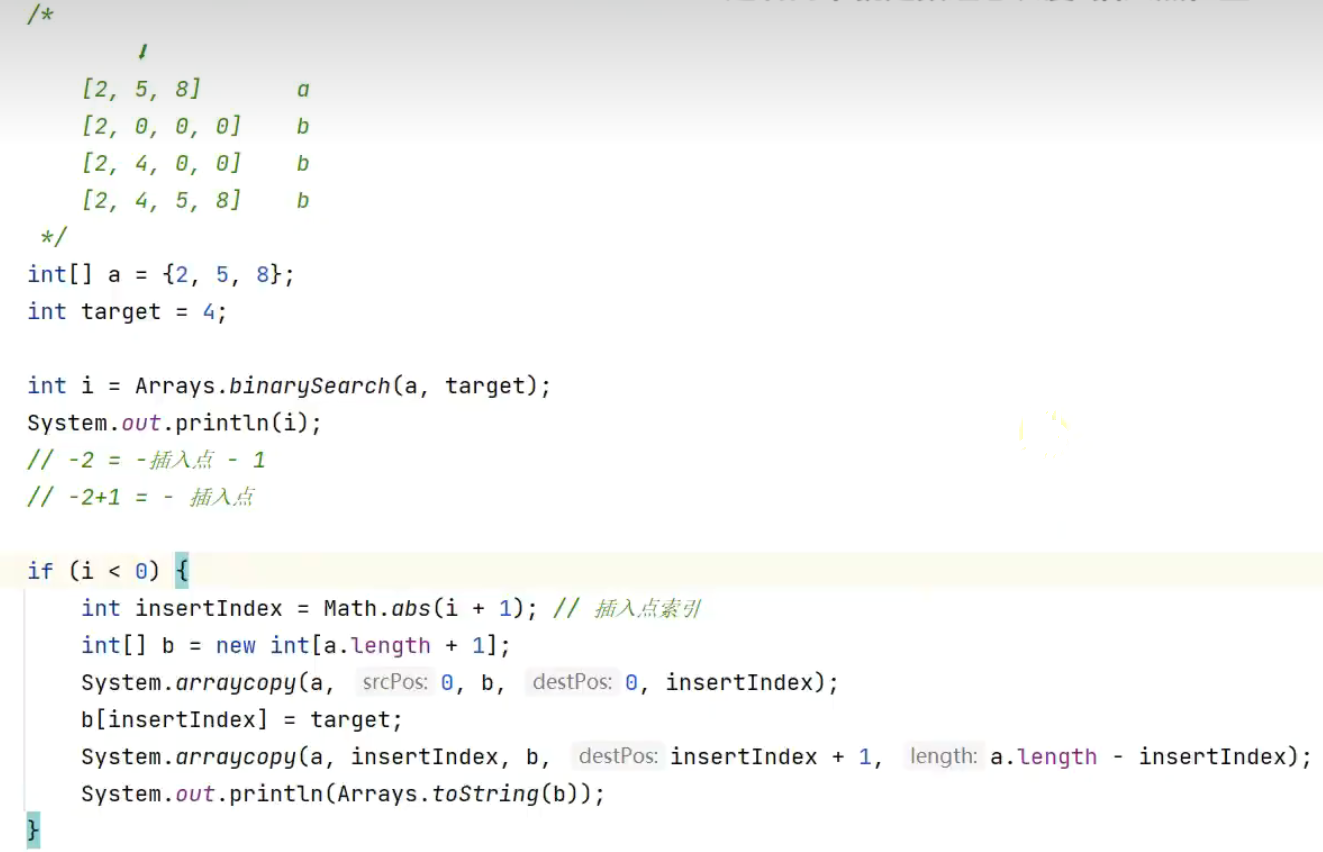 /*
[2, 5, 8] a
[2, 0, 0, 0] b
[2, 4, 0, 0] b
[2, 4, 5, 8] b
*/
int[] a = {2, 5, 8};
int target = 4;
int i = Arrays.binarySearch(a, target);
System.out.println(i);
// -2 = -插入点 - 1
// -2+1 = - 插入点
if (i < 0) {
int insertIndex = Math.abs(i + 1); // 插入点索引
int[] b = new int[a.length + 1];
System.arraycopy(a, srcPos: 0, b, destPos: 0, insertIndex);
b[insertIndex] = target;
System.arraycopy(a, insertIndex, b, destPos: insertIndex + 1, length: a.length - insertIndex);
System.out.println(Arrays.toString(b));
}